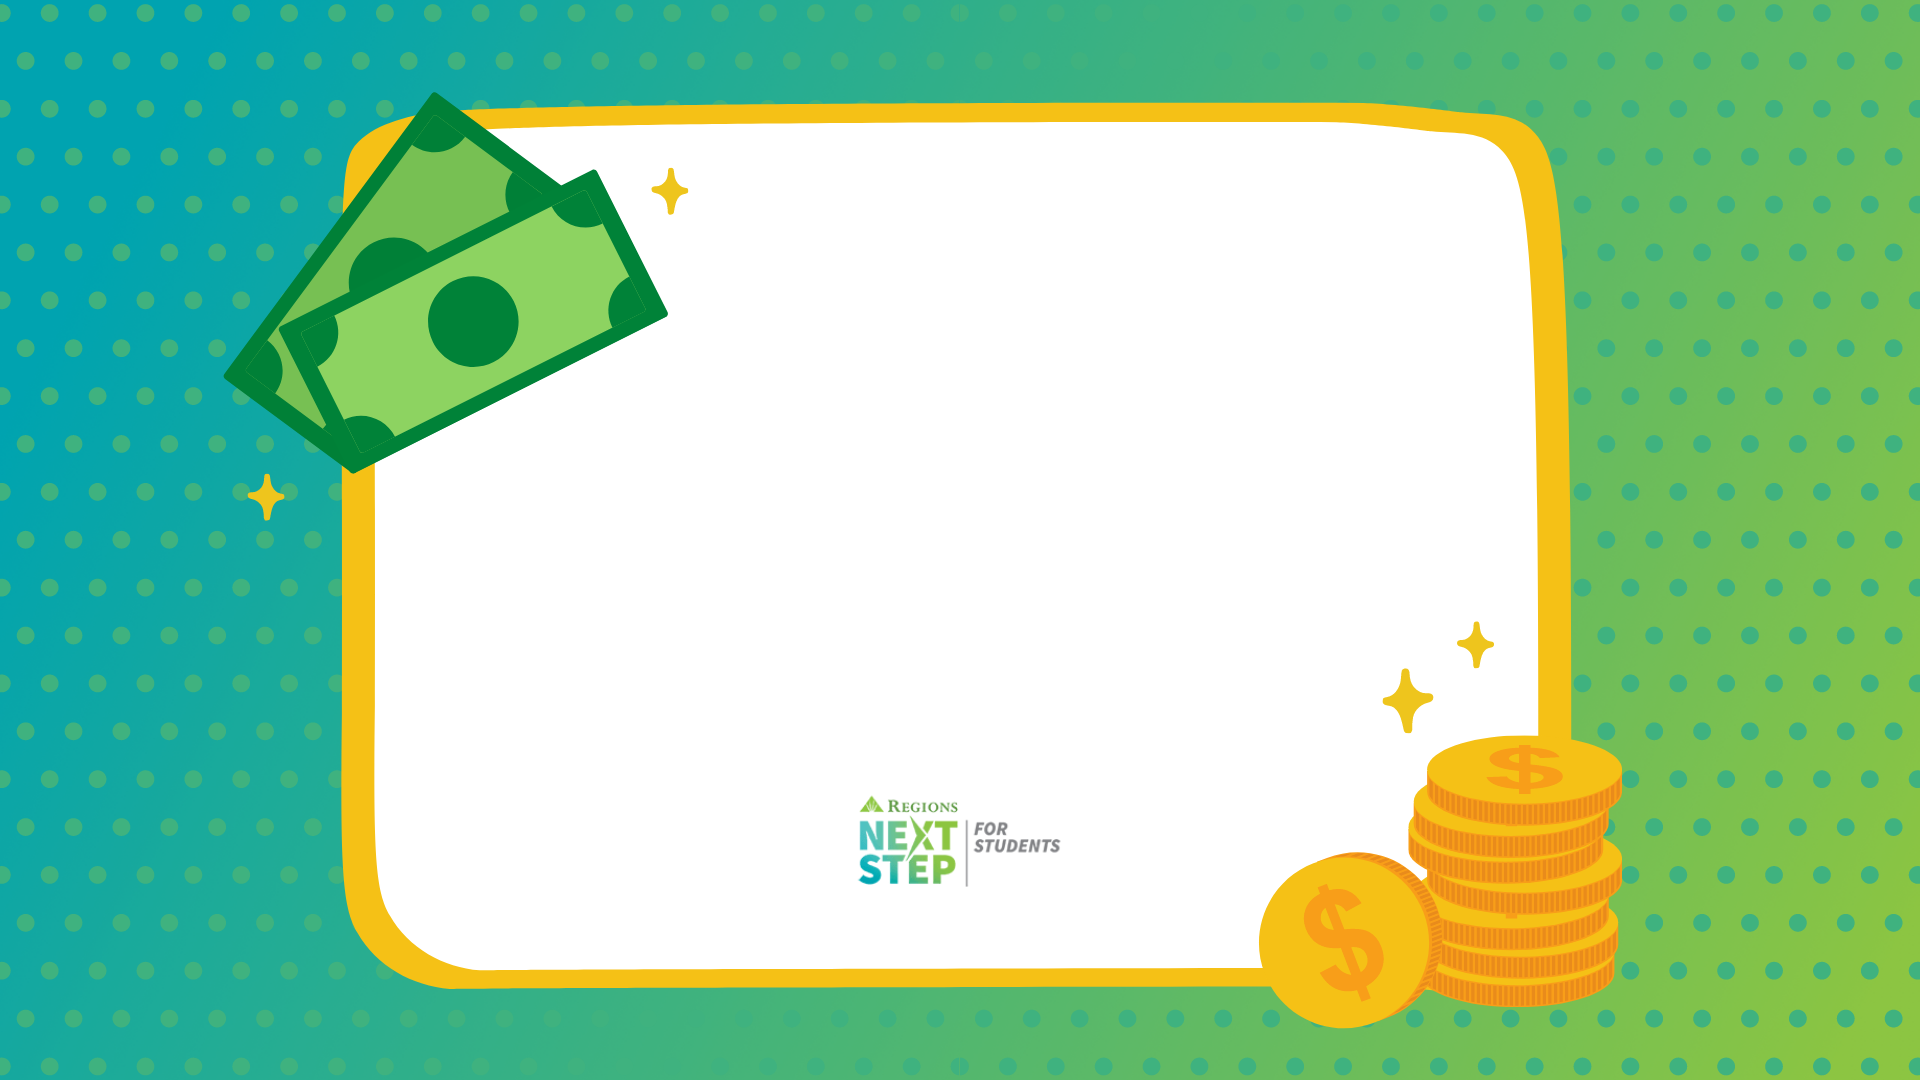 REGIONS
NEXT
STEP
FOR
STUDENTS
$
$